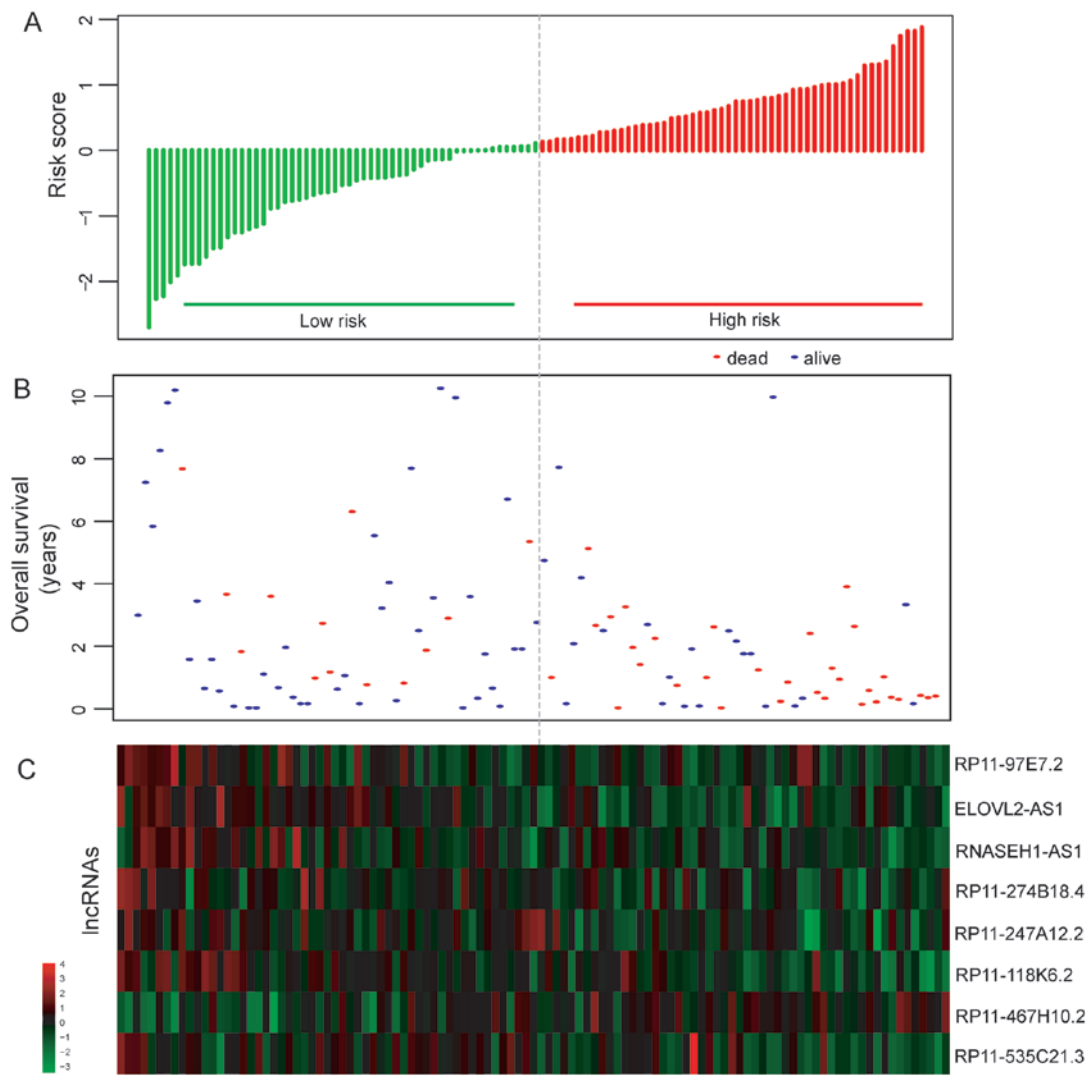 A
2
1
0
−1
−2
Risk score
Low risk
High risk
dead
alive
B
10
8
6
4
2
0
Overall survival
(years)
C
lncRNAs
RP11-97E7.2
ELOVL2-AS1
RNASEH1-AS1
RP11-274B18.4
RP11-247A12.2
RP11-118K6.2
RP11-467H10.2
RP11-535C21.3
4
3
2
1
0
−1
−2
−3